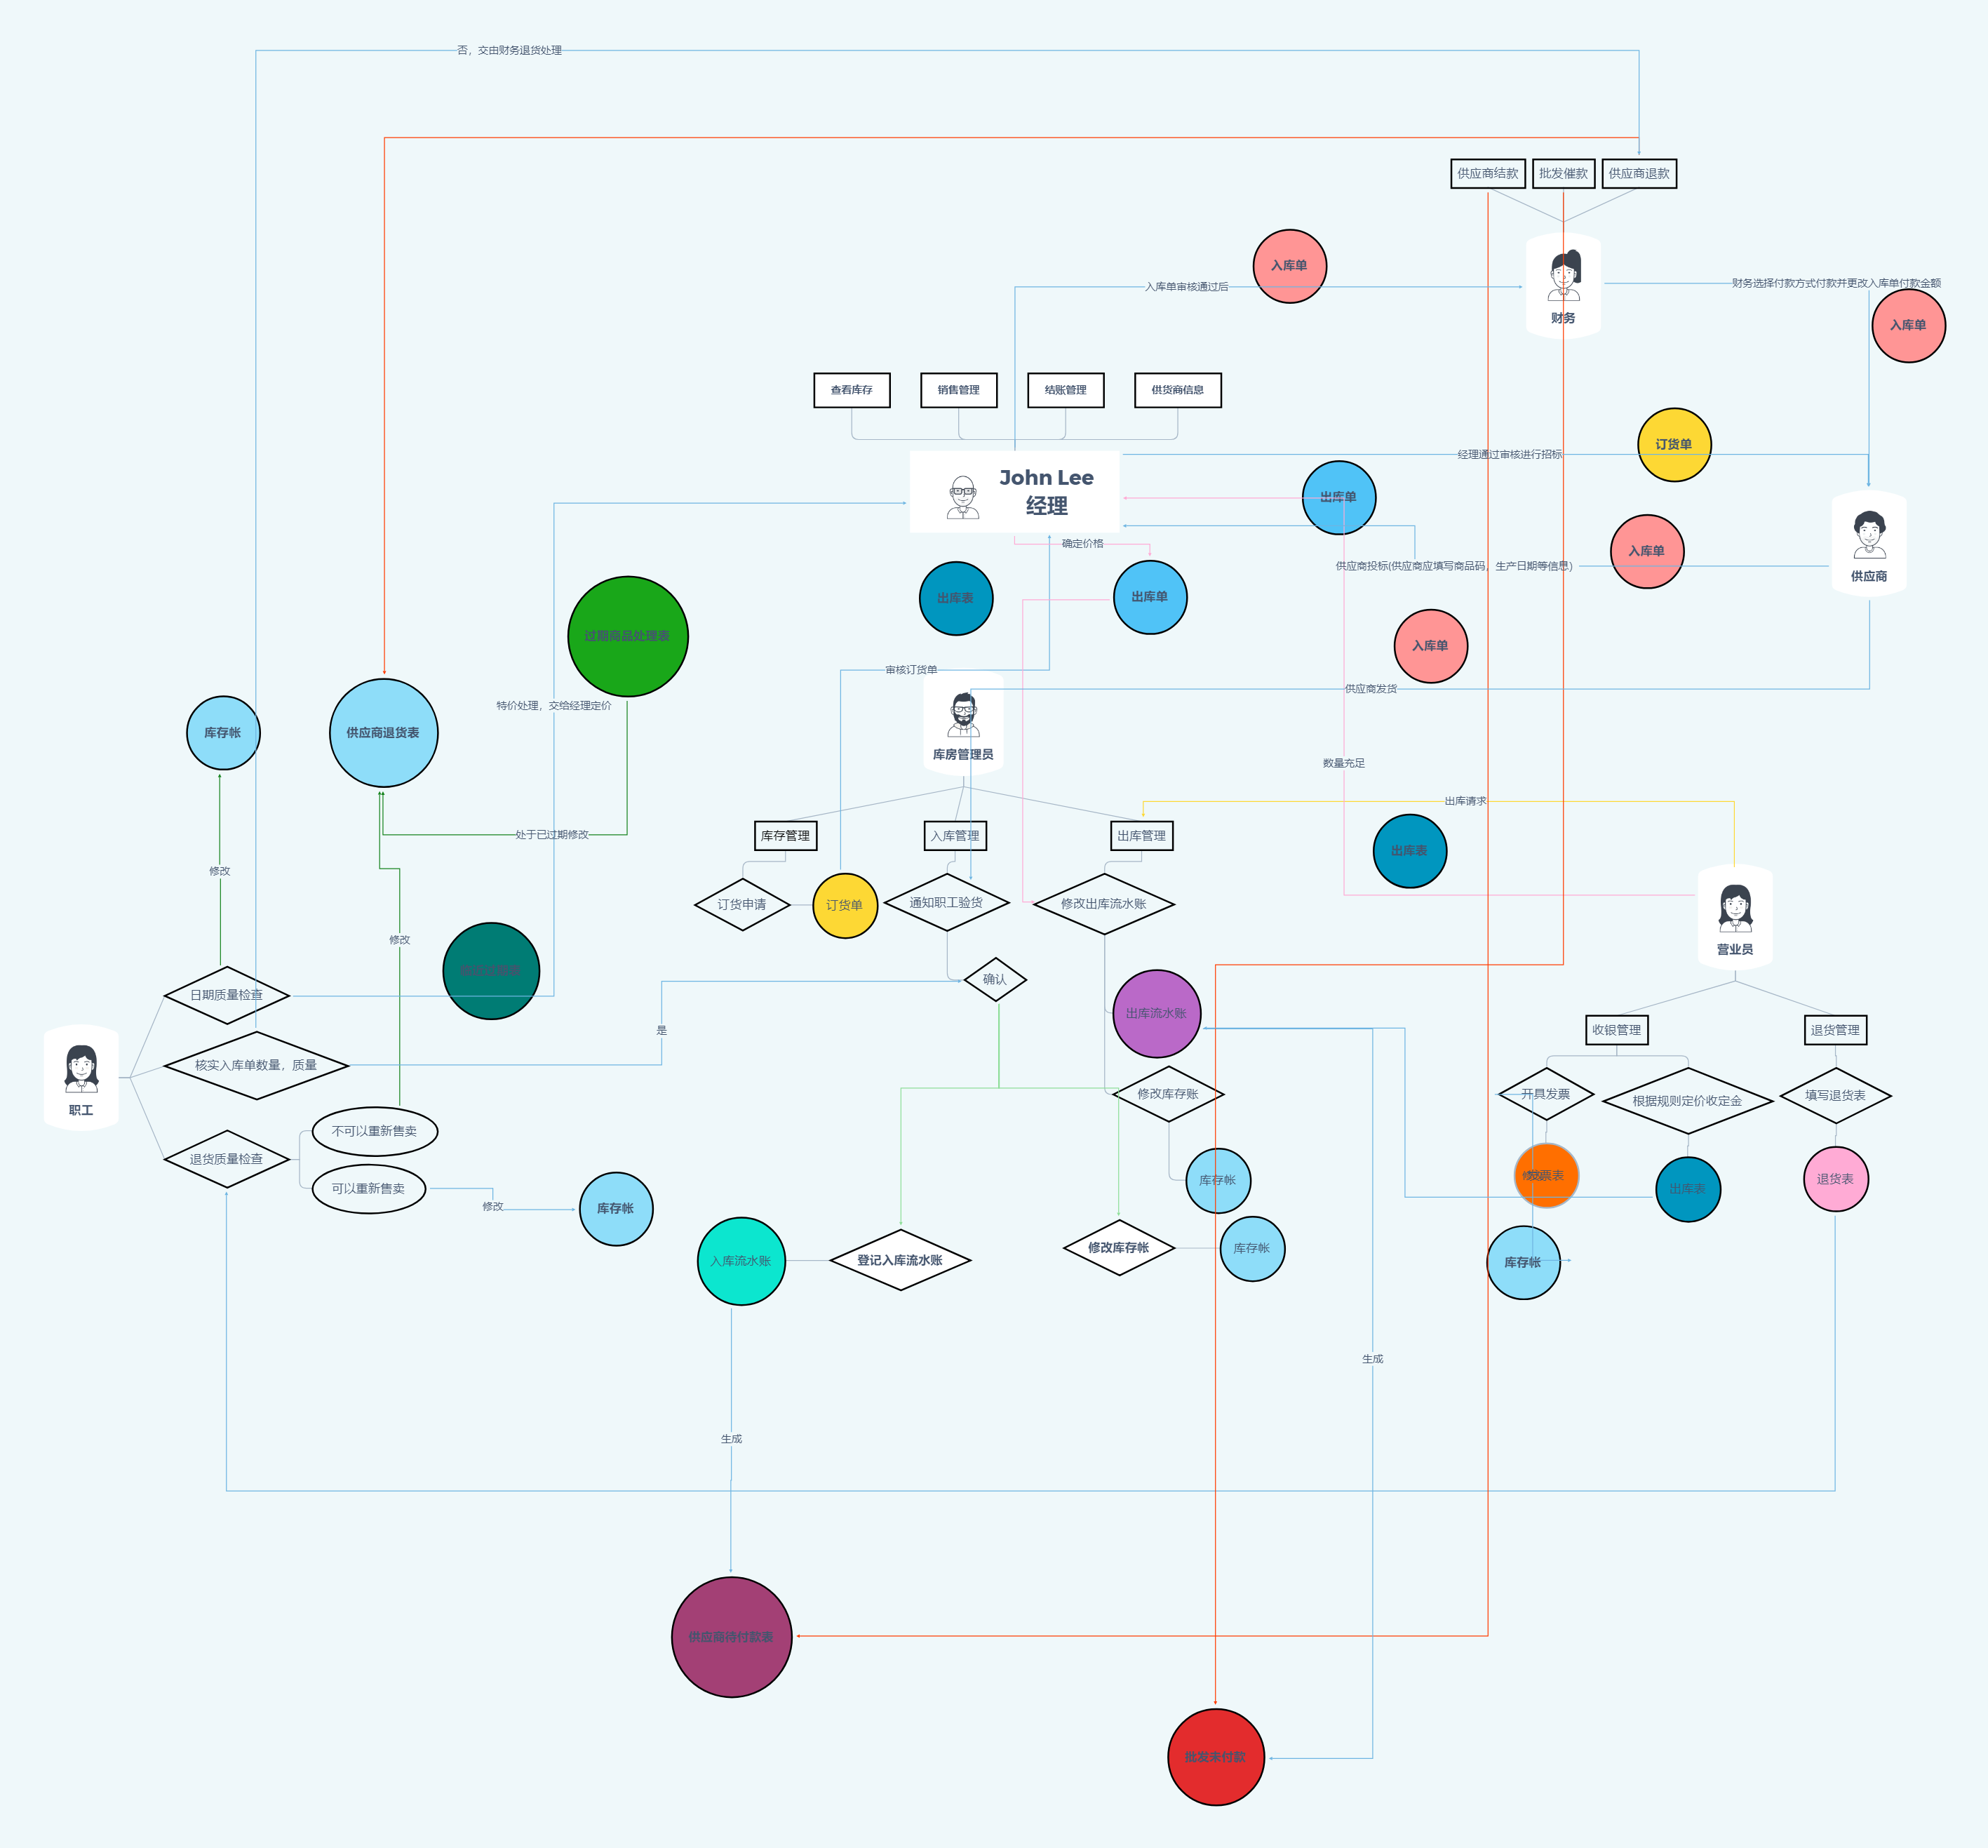 否，交由财务退货处理
供应商结款
批发催款
供应商退款
入库单
入库单审核通过后
财务选择付款方式付款并更改入库单付款金额
财务
入库单
查看库存
销售管理
结账管理
供货商信息
订货单
经理通过审核进行招标
John Lee
经理
出库单
确定价格
入库单
供应商投标(供应商应填写商品码，生产日期等信息)
供应商
出库表
出库单
过期商品处理表
入库单
审核订货单
供应商发货
特价处理，交给经理定价
库存帐
供应商退货表
库房管理员
数量充足
出库请求
处于已过期修改
库存管理
入库管理
出库管理
出库表
修改
订货申请
订货单
通知职工验货
修改出库流水账
修改
营业员
确认
日期质量检查
出库流水账
是
收银管理
退货管理
核实入库单数量，质量
职工
修改库存账
开具发票
根据规则定价收定金
填写退货表
不可以重新售卖
退货质量检查
可以重新售卖
修改
库存帐
库存帐
发票表
出库表
退货表
入库流水账
登记入库流水账
修改库存帐
库存帐
库存帐
生成
生成
供应商待付款表
批发未付款